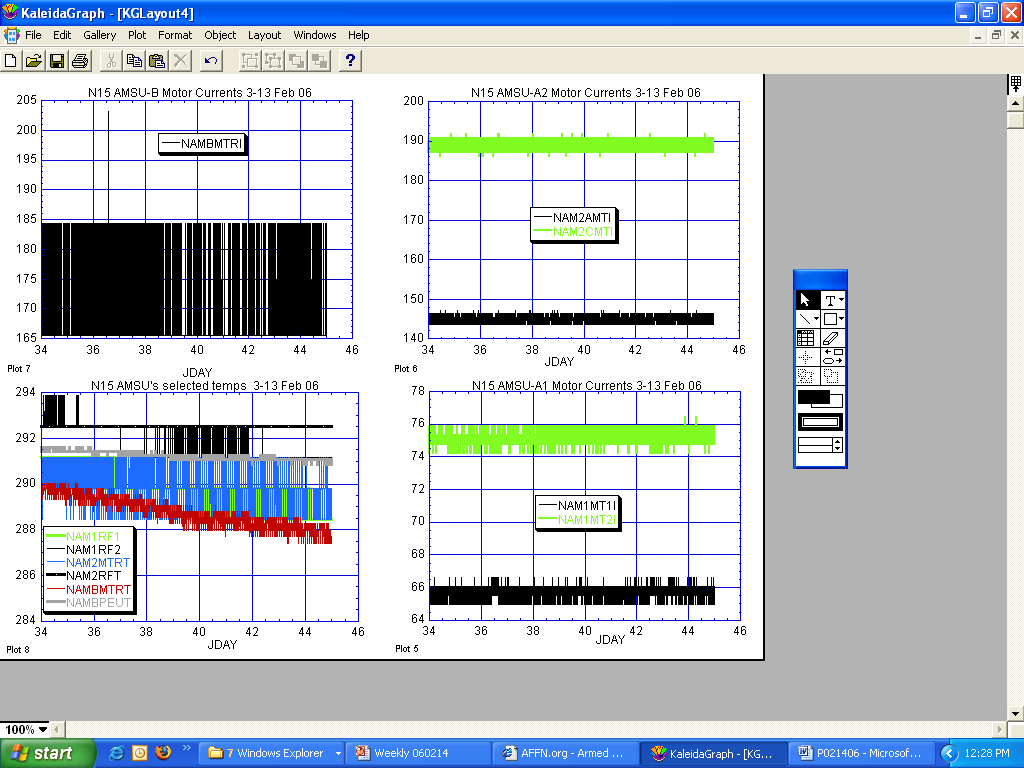 KaleidaGraph - [KGLayout4]
File Edit Gallery Plot Format Object Layout Windows Help
N15 AMSU-B Motor Currents 3-13 Feb 06
205
200
195
190
185
180
175
170
165
NAMBMTRI
34 36 38 40 42 44 46
JDAY
Plot 7
N15 AMSU-A2 Motor Currents 3-13 Feb 06
200
190
180
170
160
150
140
NAM2AMTI
NAM2CMTI
34 36 38 40 42 44 46
JDAY
Plot 6
N15 AMSU's selected temps 3-13 Feb 06
294
292
290
288
286
284
NAM1RF1
NAM1RF2
NAM2MTRT
NAM2RFT
NAMBMTRT
NAMBPEUT
34 36 38 40 42 44 46
JDAY
Plot 8
N15 AMSU-A1 Motor Currents 3-13 Feb 06
78
76
74
72
70
68
66
64
NAM1MT1I
NAM1MT2I
34 36 38 40 42 44 46
JDAY
Plot 5
T
100%
start
7 Windows Explorer
Weekly 060214
AFFN.org - Armed ...
KaleidaGraph - [KG...
P021406 - Microsof...
12:28 PM